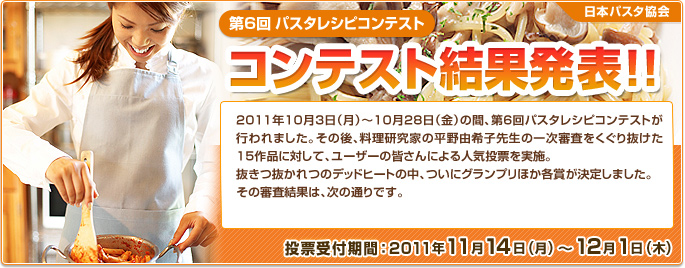 日本パスタ協会
第6回 パスタレシピコンテスト
コンテスト結果発表!!
2011年10月3日（月）～10月28日（金）の間、第6回パスタレシピコンテストが
行われました。その後、料理研究家の平野由希子先生の一次審査をくぐり抜けた
15作品に対して、ユーザーの皆さんによる人気投票を実施。
抜きつ抜かれつのデッドヒートの中、ついにグランプリほか各賞が決定しました。
その審査結果は、次の通りです。
投票受付期間：2011年11月14日（月）～12月1日（木）